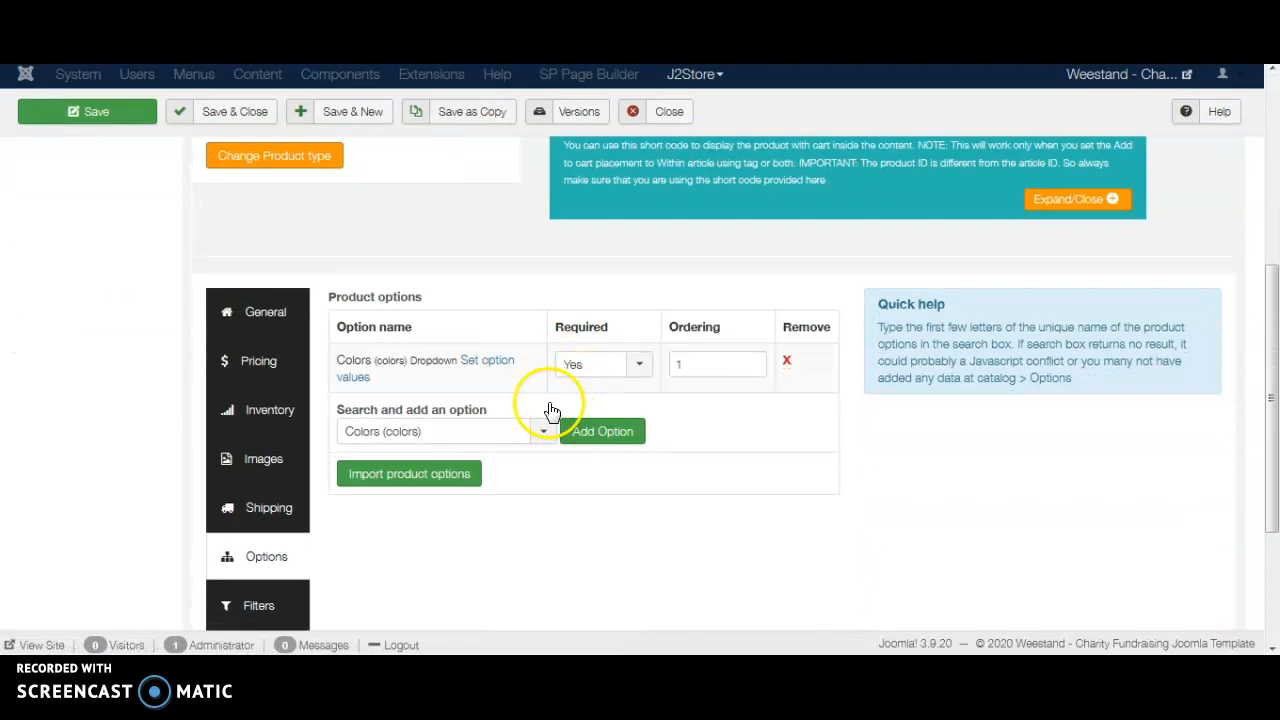 System Users Menus Content Components Extensions Help SP Page Builder J2Store Weestand - Cha...
Save Save & Close Save & New Save as Copy Versions Close Help
Change Product type
You can use this short code to display the product with cart inside the content. NOTE: This will work only when you set the Add
to cart placement to Within article using tag or both. IMPORTANT: The product ID is different from the article ID. So always
make sure that you are using the short code provided here
Expand/Close
General
Pricing
Inventory
Images
Shipping
Options
Filters
Product options
Option name Required Ordering Remove
Colors (colors) Dropdown Set option
values
Yes 1 X
Search and add an option
Colors (colors) Add Option
Import product options
Quick help
Type the first few letters of the unique name of the product
options in the search box. If search box returns no result, it
could probably a Javascript conflict or you many not have
added any data at catalog > Options
View Site 0 Visitors 1 Administrator 0 Messages Logout Joomla! 3.9.20 — © 2020 Weestand - Charity Fundraising Joomla Template
RECORDED WITH
SCREENCAST MATIC